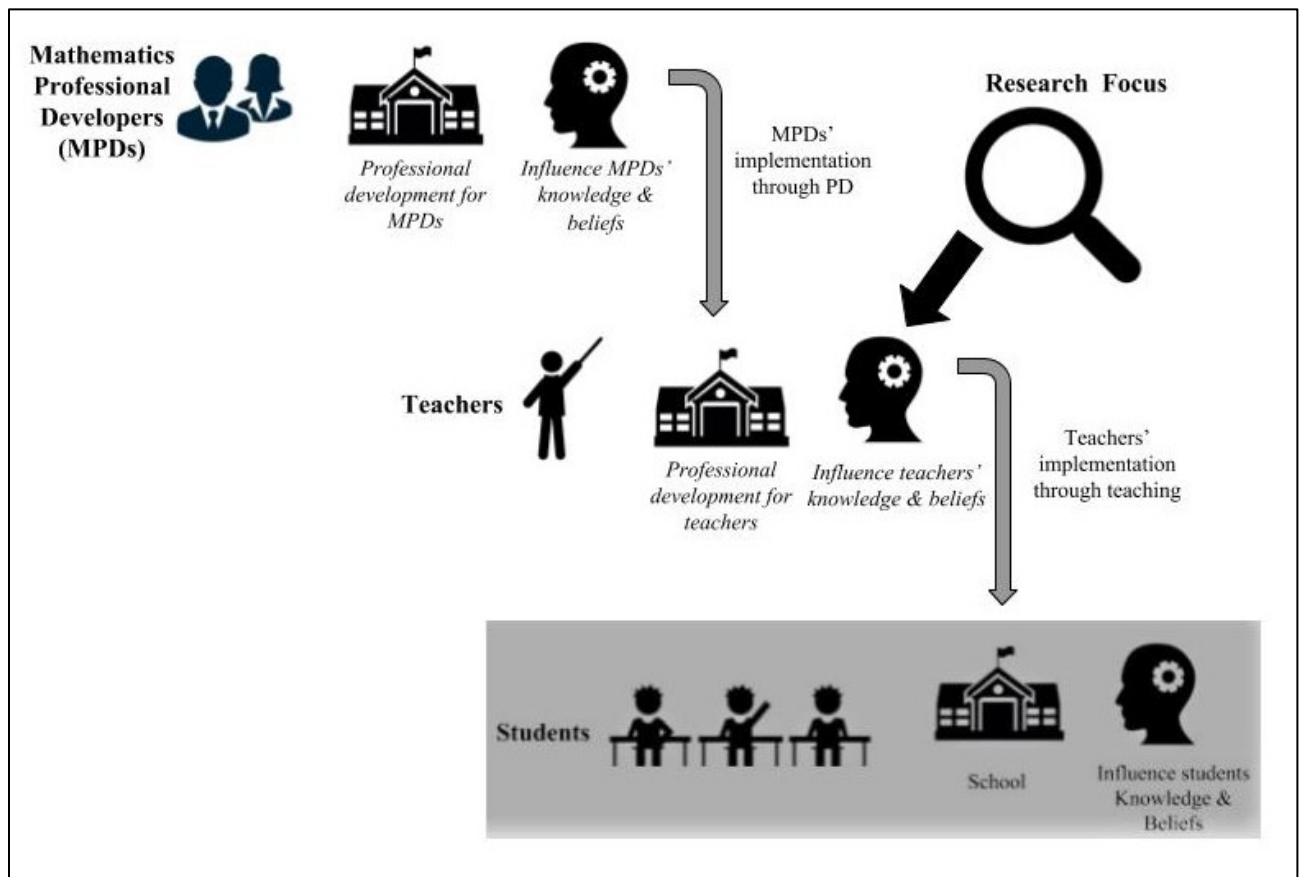 Mathematics
Professional
Developers
(MPDs)
Professional
development for
MPDs
Influence MPDs'
knowledge &
beliefs
MPDs'
implementation
through PD
Research Focus
Teachers
Professional
development for
teachers
Influence teachers'
knowledge & beliefs
Teachers'
implementation
through teaching
Students
School
Influence students
Knowledge &
Beliefs